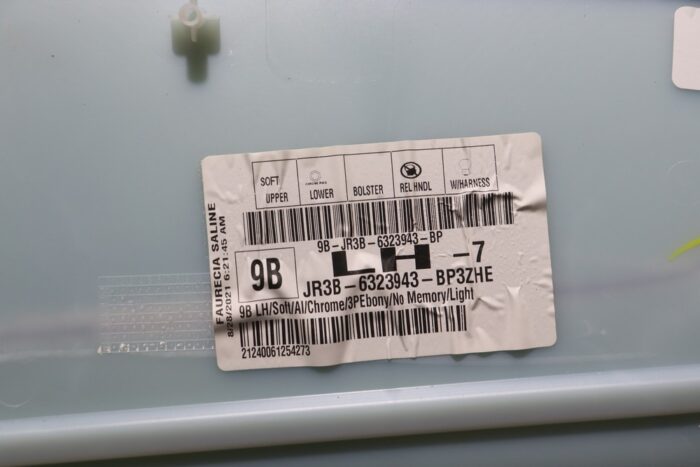 SOFT
UPPER
LOWER
BOLSTER
REL HNDL
W/HARNESS
9B-JR3B-6323943-BP
LH -7
9B
JR3B-6323943-BP3ZHE
9B LH/Soft/Al/Chrome/3PEbony/No Memory/Light
21240061254273
FAURECIA SALINE
8/28/2021 6:21:45 AM